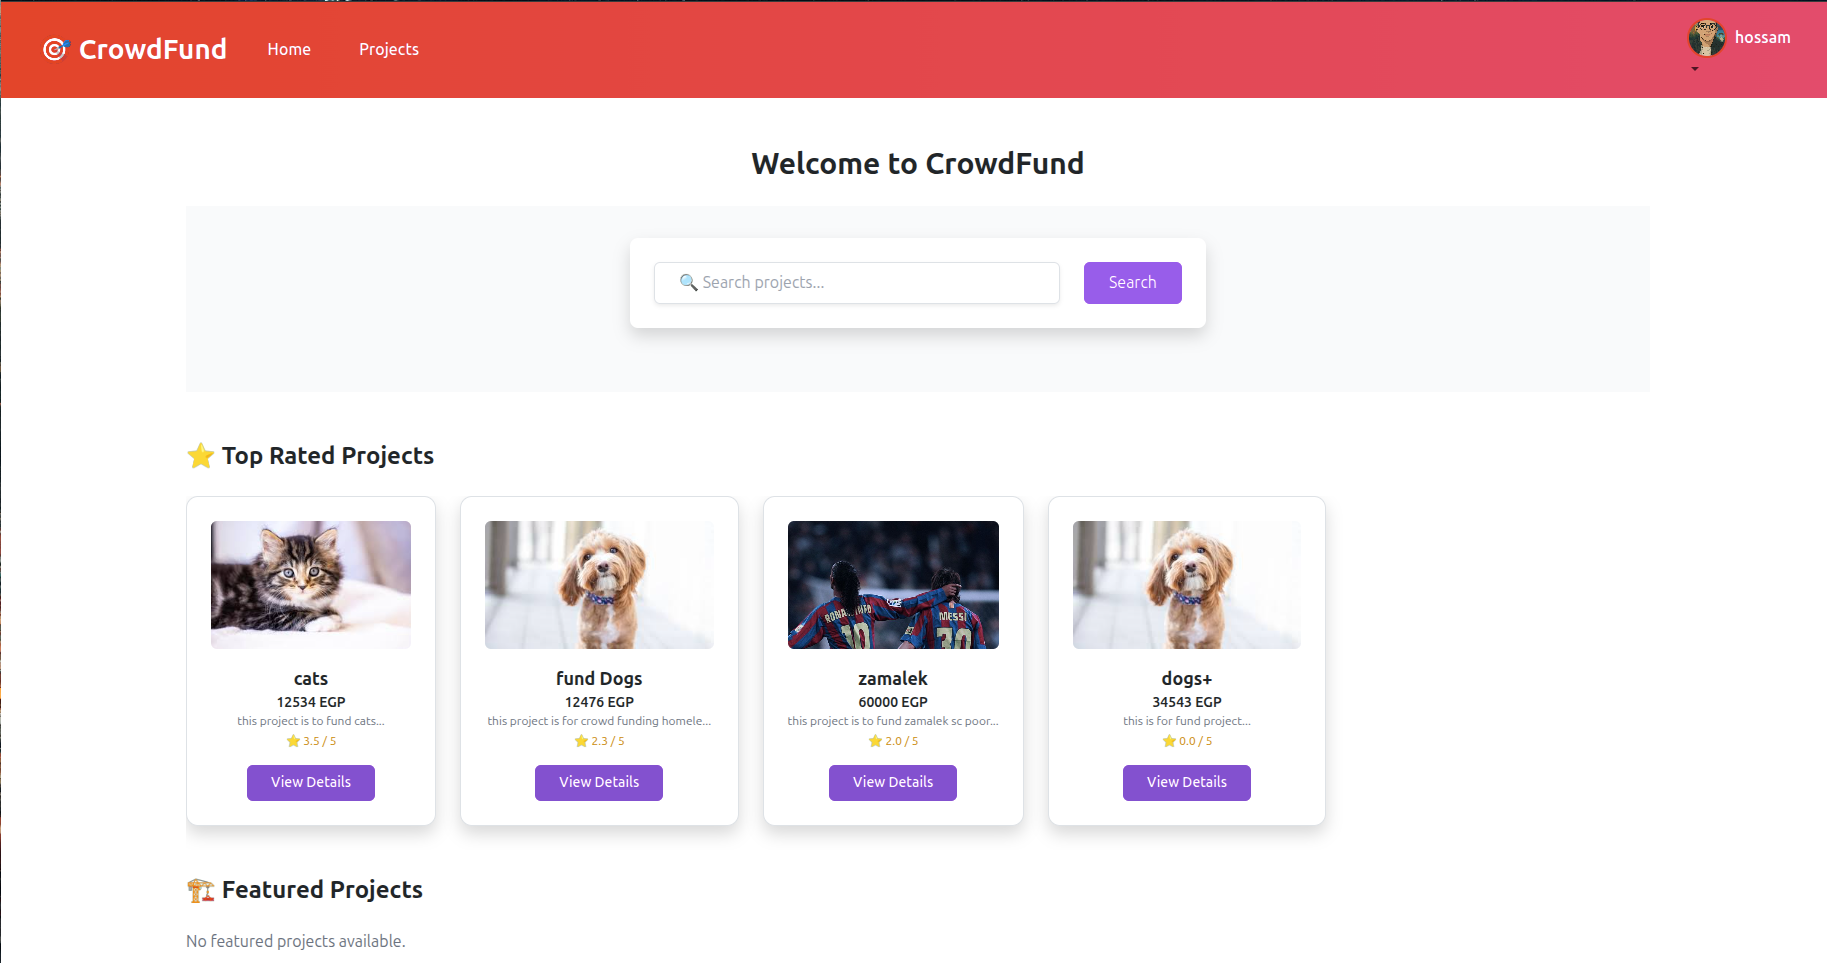 🎯 CrowdFund
Home
Projects
hossam
Welcome to CrowdFund
🔍 Search projects...
Search
⭐ Top Rated Projects
cats
12534 EGP
this project is to fund cats...
⭐ 3.5 / 5
View Details
fund Dogs
12476 EGP
this project is for crowd funding homele...
⭐ 2.3 / 5
View Details
RONALDINHO
10
MESSI
30
zamalek
60000 EGP
this project is to fund zamalek sc poor...
⭐ 2.0 / 5
View Details
dogs+
34543 EGP
this is for fund project...
⭐ 0.0 / 5
View Details
🏗️ Featured Projects
No featured projects available.